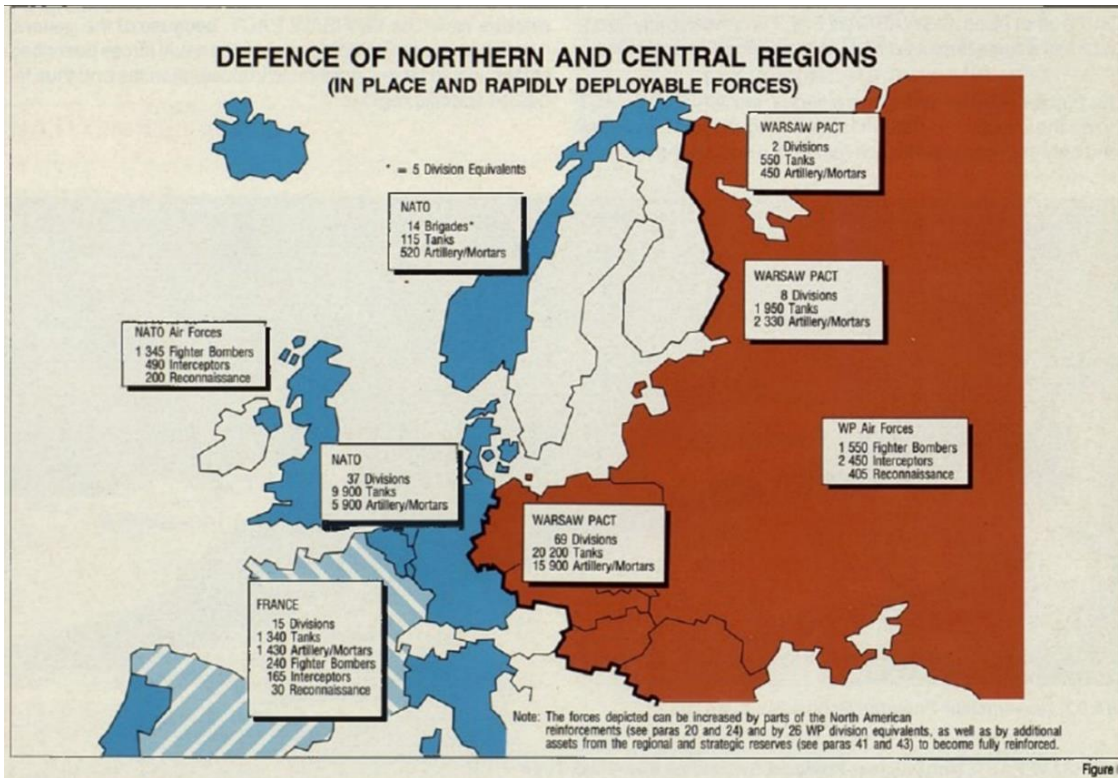 DEFENCE OF NORTHERN AND CENTRAL REGIONS
(IN PLACE AND RAPIDLY DEPLOYABLE FORCES)
WARSAW PACT
2 Divisions
550 Tanks
450 Artillery/Mortars
* = 5 Division Equivalents
NATO
14 Brigades*
115 Tanks
520 Artillery/Mortars
WARSAW PACT
8 Divisions
1 950 Tanks
2 330 Artillery/Mortars
NATO Air Forces
1 345 Fighter Bombers
490 Interceptors
200 Reconnaissance
WP Air Forces
1 550 Fighter Bombers
2 450 Interceptors
405 Reconnaissance
NATO
37 Divisions
9 900 Tanks
5 900 Artillery/Mortars
WARSAW PACT
69 Divisions
20 200 Tanks
15 900 Artillery/Mortars
FRANCE
15 Divisions
1 340 Tanks
1 430 Artillery/Mortars
240 Fighter Bombers
165 Interceptors
30 Reconnaissance
Note: The forces depicted can be increased by parts of the North American
reinforcements (see paras 20 and 24) and by 26 WP division equivalents, as well as by additional
assets from the regional and strategic reserves (see paras 41 and 43) to become fully reinforced.
Figure